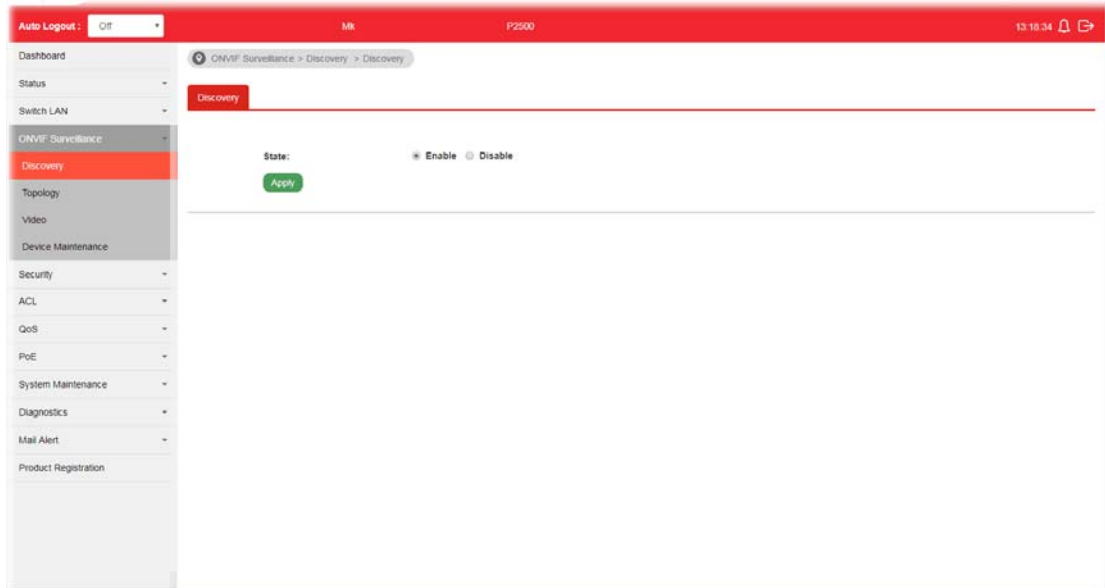 Auto Logout : Off Mk P2500 13:18:34
Dashboard
ONVIF Surveillance > Discovery > Discovery
Status
Discovery
Switch LAN
ONVIF Surveillance
State: Enable Disable
Discovery
Apply
Topology
Video
Device Maintenance
Security
ACL
QoS
PoE
System Maintenance
Diagnostics
Mail Alert
Product Registration